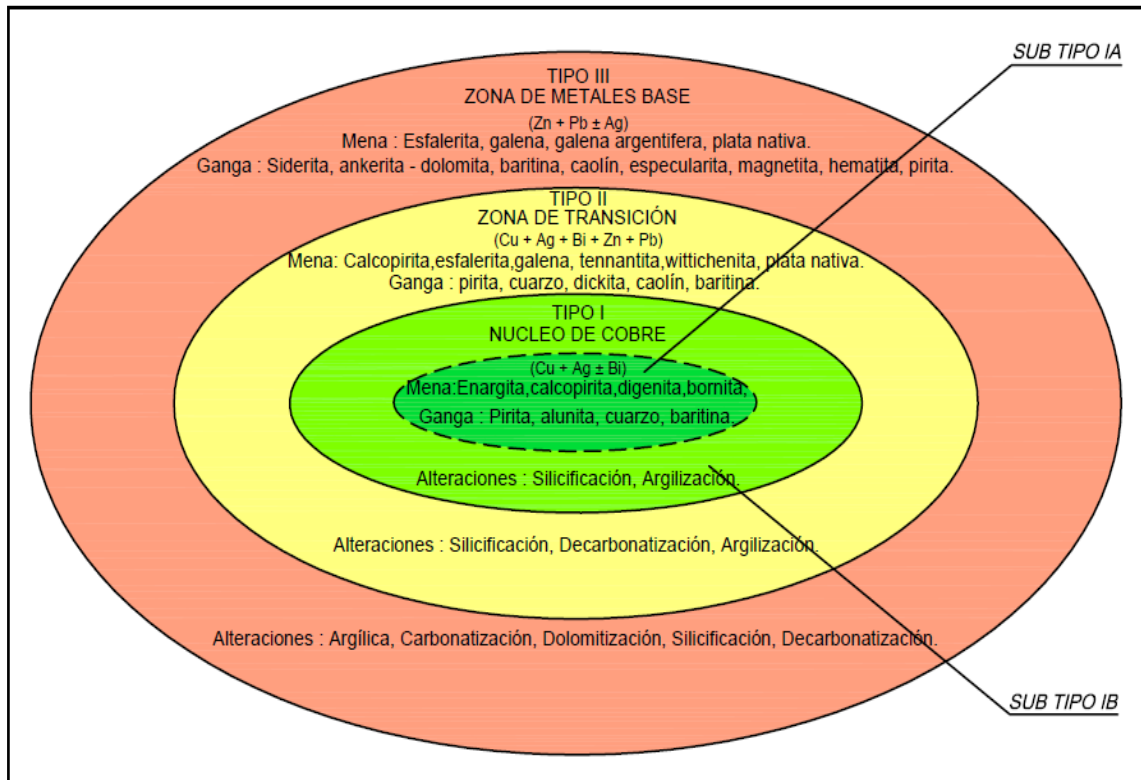 SUB TIPO IA
TIPO III
ZONA DE METALES BASE
(Zn + Pb ± Ag)
Mena : Esfalerita, galena, galena argentifera, plata nativa.
Ganga : Siderita, ankerita - dolomita, baritina, caolín, especularita, magnetita, hematita, pirita.
TIPO II
ZONA DE TRANSICIÓN
(Cu + Ag + Bi + Zn + Pb)
Mena: Calcopirita,esfalerita,galena, tennantita,wittichenita, plata nativa.
Ganga : pirita, cuarzo, dickita, caolín, baritina.
TIPO I
NUCLEO DE COBRE
(Cu + Ag ± Bi)
Mena:Enargita,calcopirita,digenita,bornita,
Ganga : Pirita, alunita, cuarzo, baritina.
Alteraciones : Silicificación, Argilización.
Alteraciones : Silicificación, Decarbonatización, Argilización.
Alteraciones : Argílica, Carbonatización, Dolomitización, Silicificación, Decarbonatización.
SUB TIPO IB